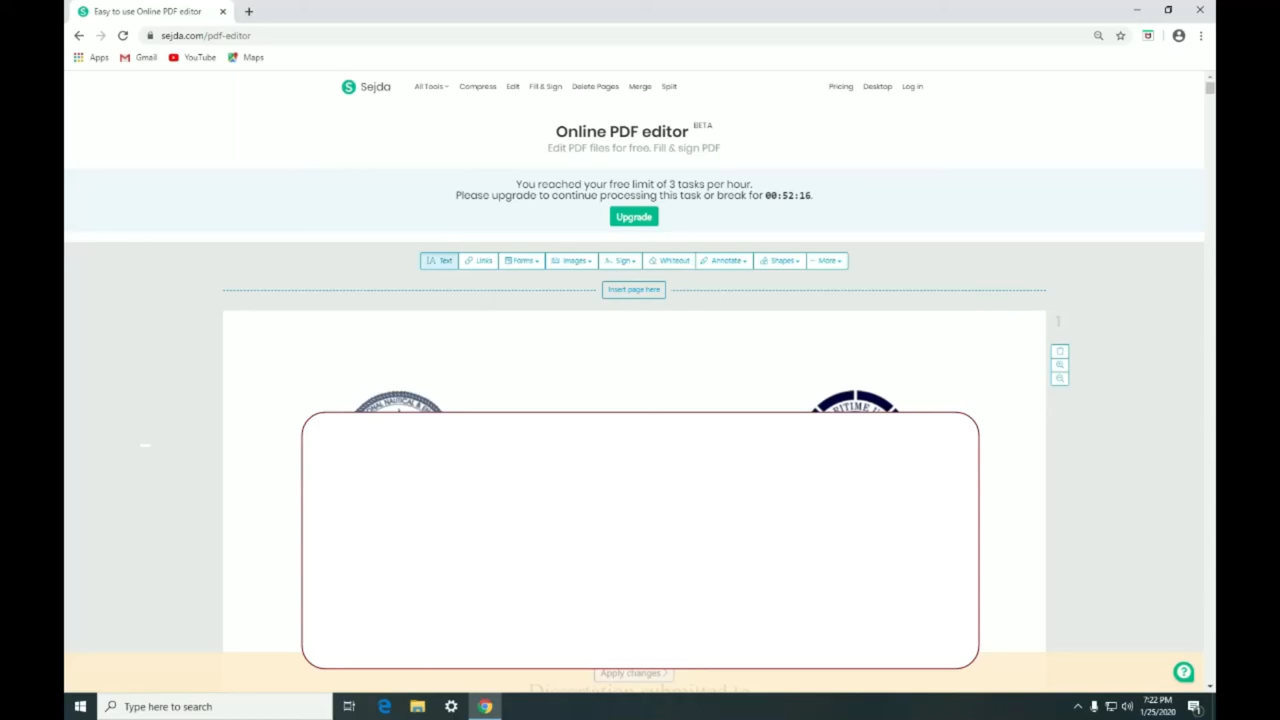 Easy to use Online PDF editor
sejda.com/pdf-editor
Apps Gmail YouTube Maps
Sejda All Tools Compress Edit Fill & Sign Delete Pages Merge Split Pricing Desktop Log in
Online PDF editor BETA
Edit PDF files for free. Fill & sign PDF
You reached your free limit of 3 tasks per hour.
Please upgrade to continue processing this task or break for 00:52:16.
Upgrade
Text Links Forms Images Sign Whiteout Annotate Shapes More
Insert page here
1
Apply changes
Dissertation submitted to
Type here to search
7:22 PM
1/25/2020